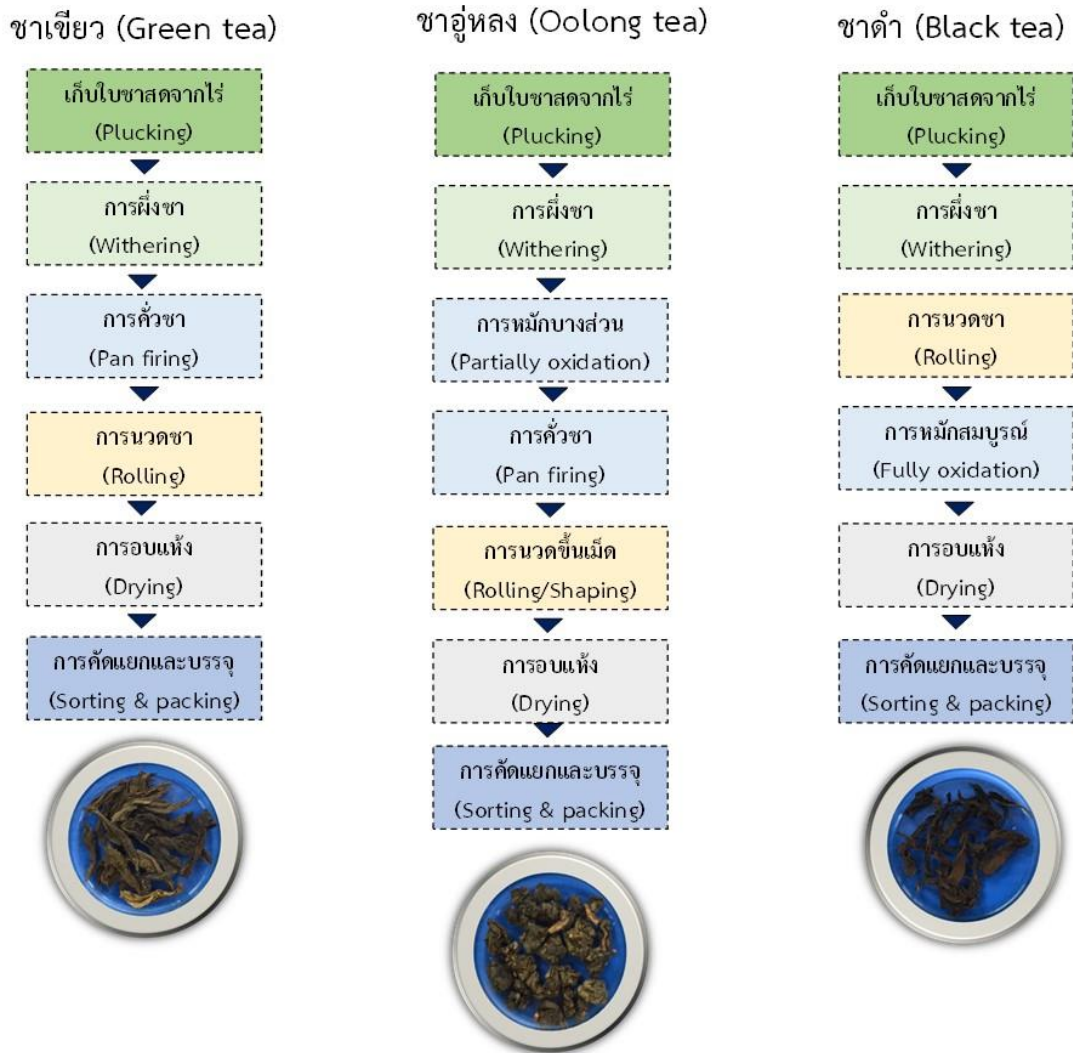 ชาเขียว (Green tea)
เก็บใบชาสดจากไร่
(Plucking)
การผึ่งชา
(Withering)
การคั่วชา
(Pan firing)
การนวดชา
(Rolling)
การอบแห้ง
(Drying)
การคัดแยกและบรรจุ
(Sorting & packing)
ชาอู่หลง (Oolong tea)
เก็บใบชาสดจากไร่
(Plucking)
การผึ่งชา
(Withering)
การหมักบางส่วน
(Partially oxidation)
การคั่วชา
(Pan firing)
การนวดขึ้นเม็ด
(Rolling/Shaping)
การอบแห้ง
(Drying)
การคัดแยกและบรรจุ
(Sorting & packing)
ชาดำ (Black tea)
เก็บใบชาสดจากไร่
(Plucking)
การผึ่งชา
(Withering)
การนวดชา
(Rolling)
การหมักสมบูรณ์
(Fully oxidation)
การอบแห้ง
(Drying)
การคัดแยกและบรรจุ
(Sorting & packing)